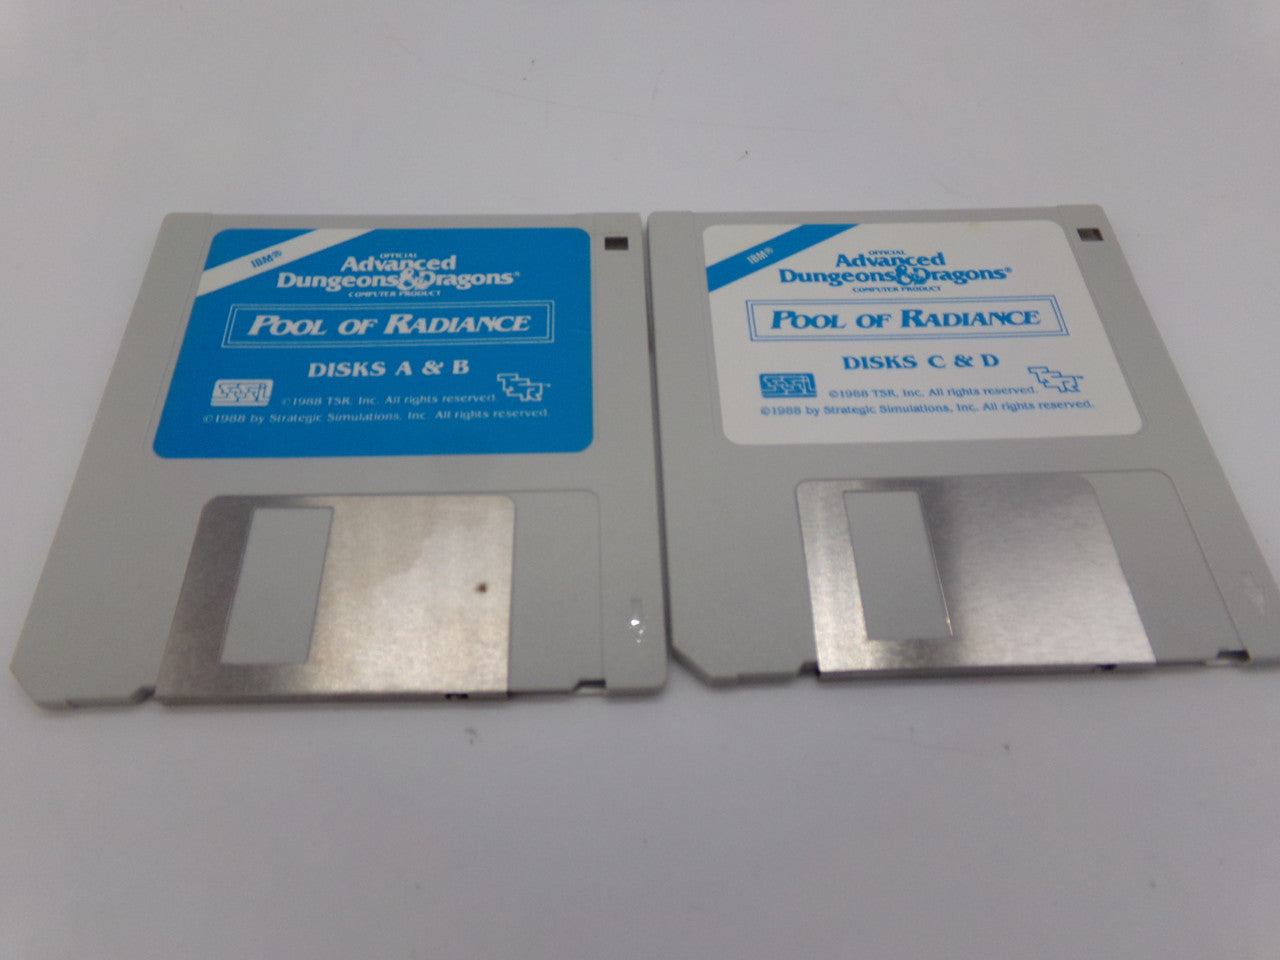 IBM®
OFFICIAL
Advanced
Dungeons & Dragons®
COMPUTER PRODUCT
POOL OF RADIANCE
DISKS A & B
SSI
TSR
©1988 TSR, Inc. All rights reserved.
©1988 by Strategic Simulations, Inc. All rights reserved.
IBM®
OFFICIAL
Advanced
Dungeons & Dragons®
COMPUTER PRODUCT
POOL OF RADIANCE
DISKS C & D
SSI
TSR
©1988 TSR, Inc. All rights reserved.
©1988 by Strategic Simulations, Inc. All rights reserved.